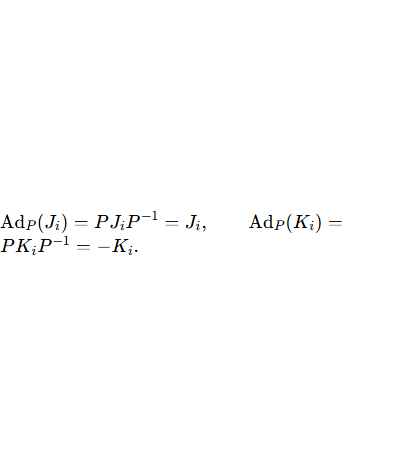 Ad_P(J_i) = PJ_iP^{-1} = J_i,    Ad_P(K_i) =
PK_iP^{-1} = −K_i.